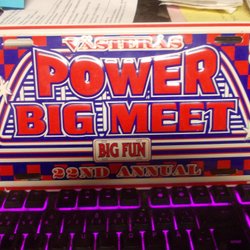 VÄSTERÅS
POWER
BIG MEET
BIG FUN
22ND ANNUAL